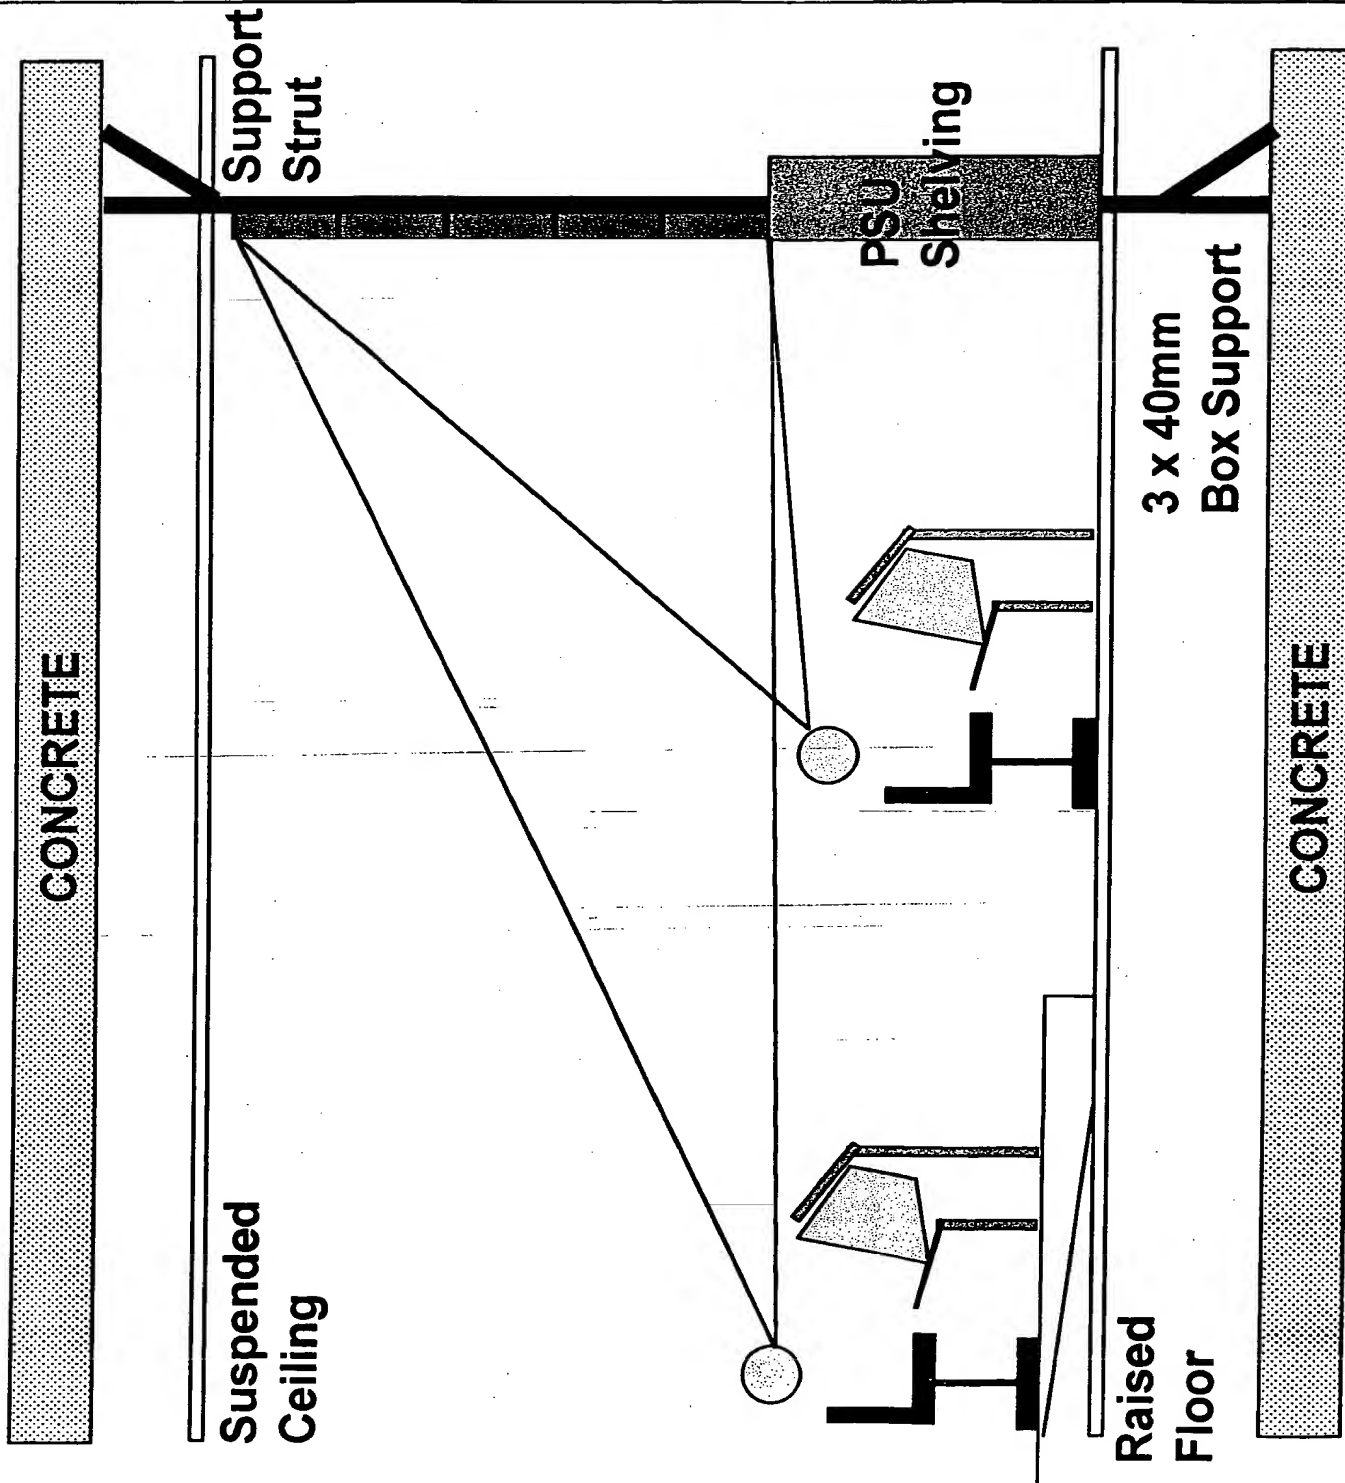 CONCRETE
Suspended
Ceiling
Support
Strut
PSU
Shelving
3 x 40mm
Box Support
Raised
Floor
CONCRETE